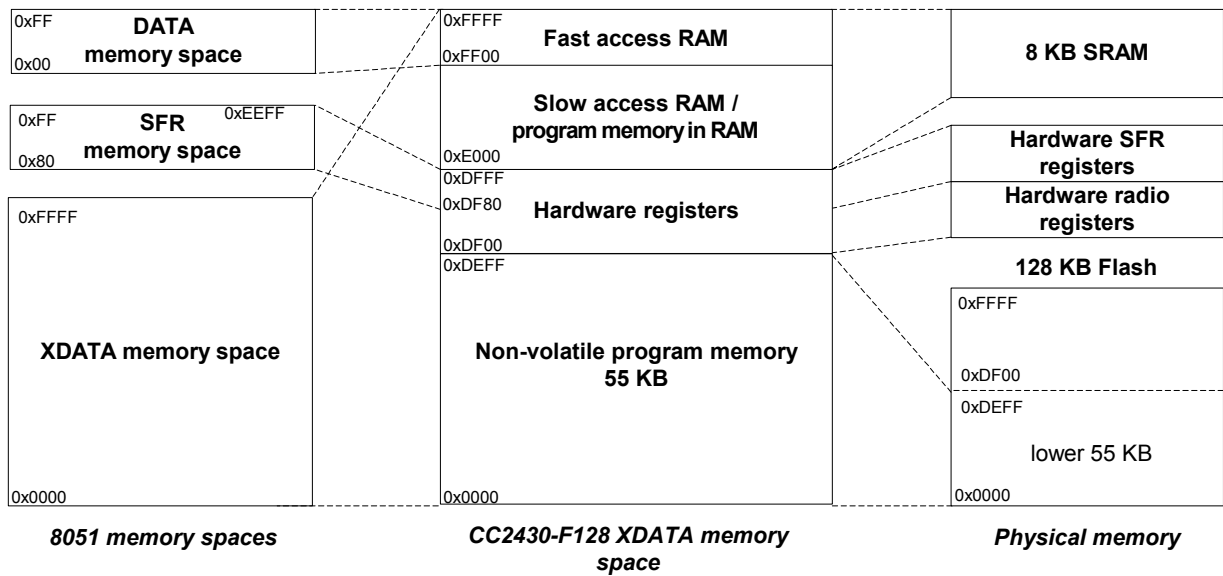 0xFF
DATA
memory space
0x00
0xFF
SFR
0xEEFF
memory space
0x80
0xFFFF
XDATA memory space
0x0000
8051 memory spaces
0xFFFF
Fast access RAM
0xFF00
Slow access RAM /
program memory in RAM
0xE000
0xDFFF
0xDF80
Hardware registers
0xDF00
0xDEFF
Non-volatile program memory
55 KB
0x0000
CC2430-F128 XDATA memory
space
8 KB SRAM
Hardware SFR
registers
Hardware radio
registers
128 KB Flash
0xFFFF
0xDF00
0xDEFF
lower 55 KB
0x0000
Physical memory